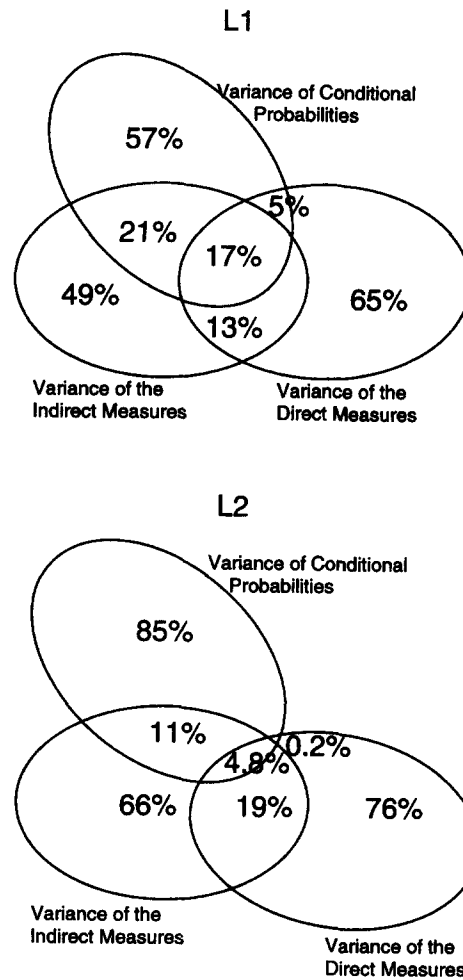 L1
Variance of Conditional
Probabilities
57%
5%
21%
17%
49%
65%
13%
Variance of the
Indirect Measures
Variance of the
Direct Measures
L2
Variance of Conditional
Probabilities
85%
11%
0.2%
4.8%
66%
19%
76%
Variance of the
Indirect Measures
Variance of the
Direct Measures